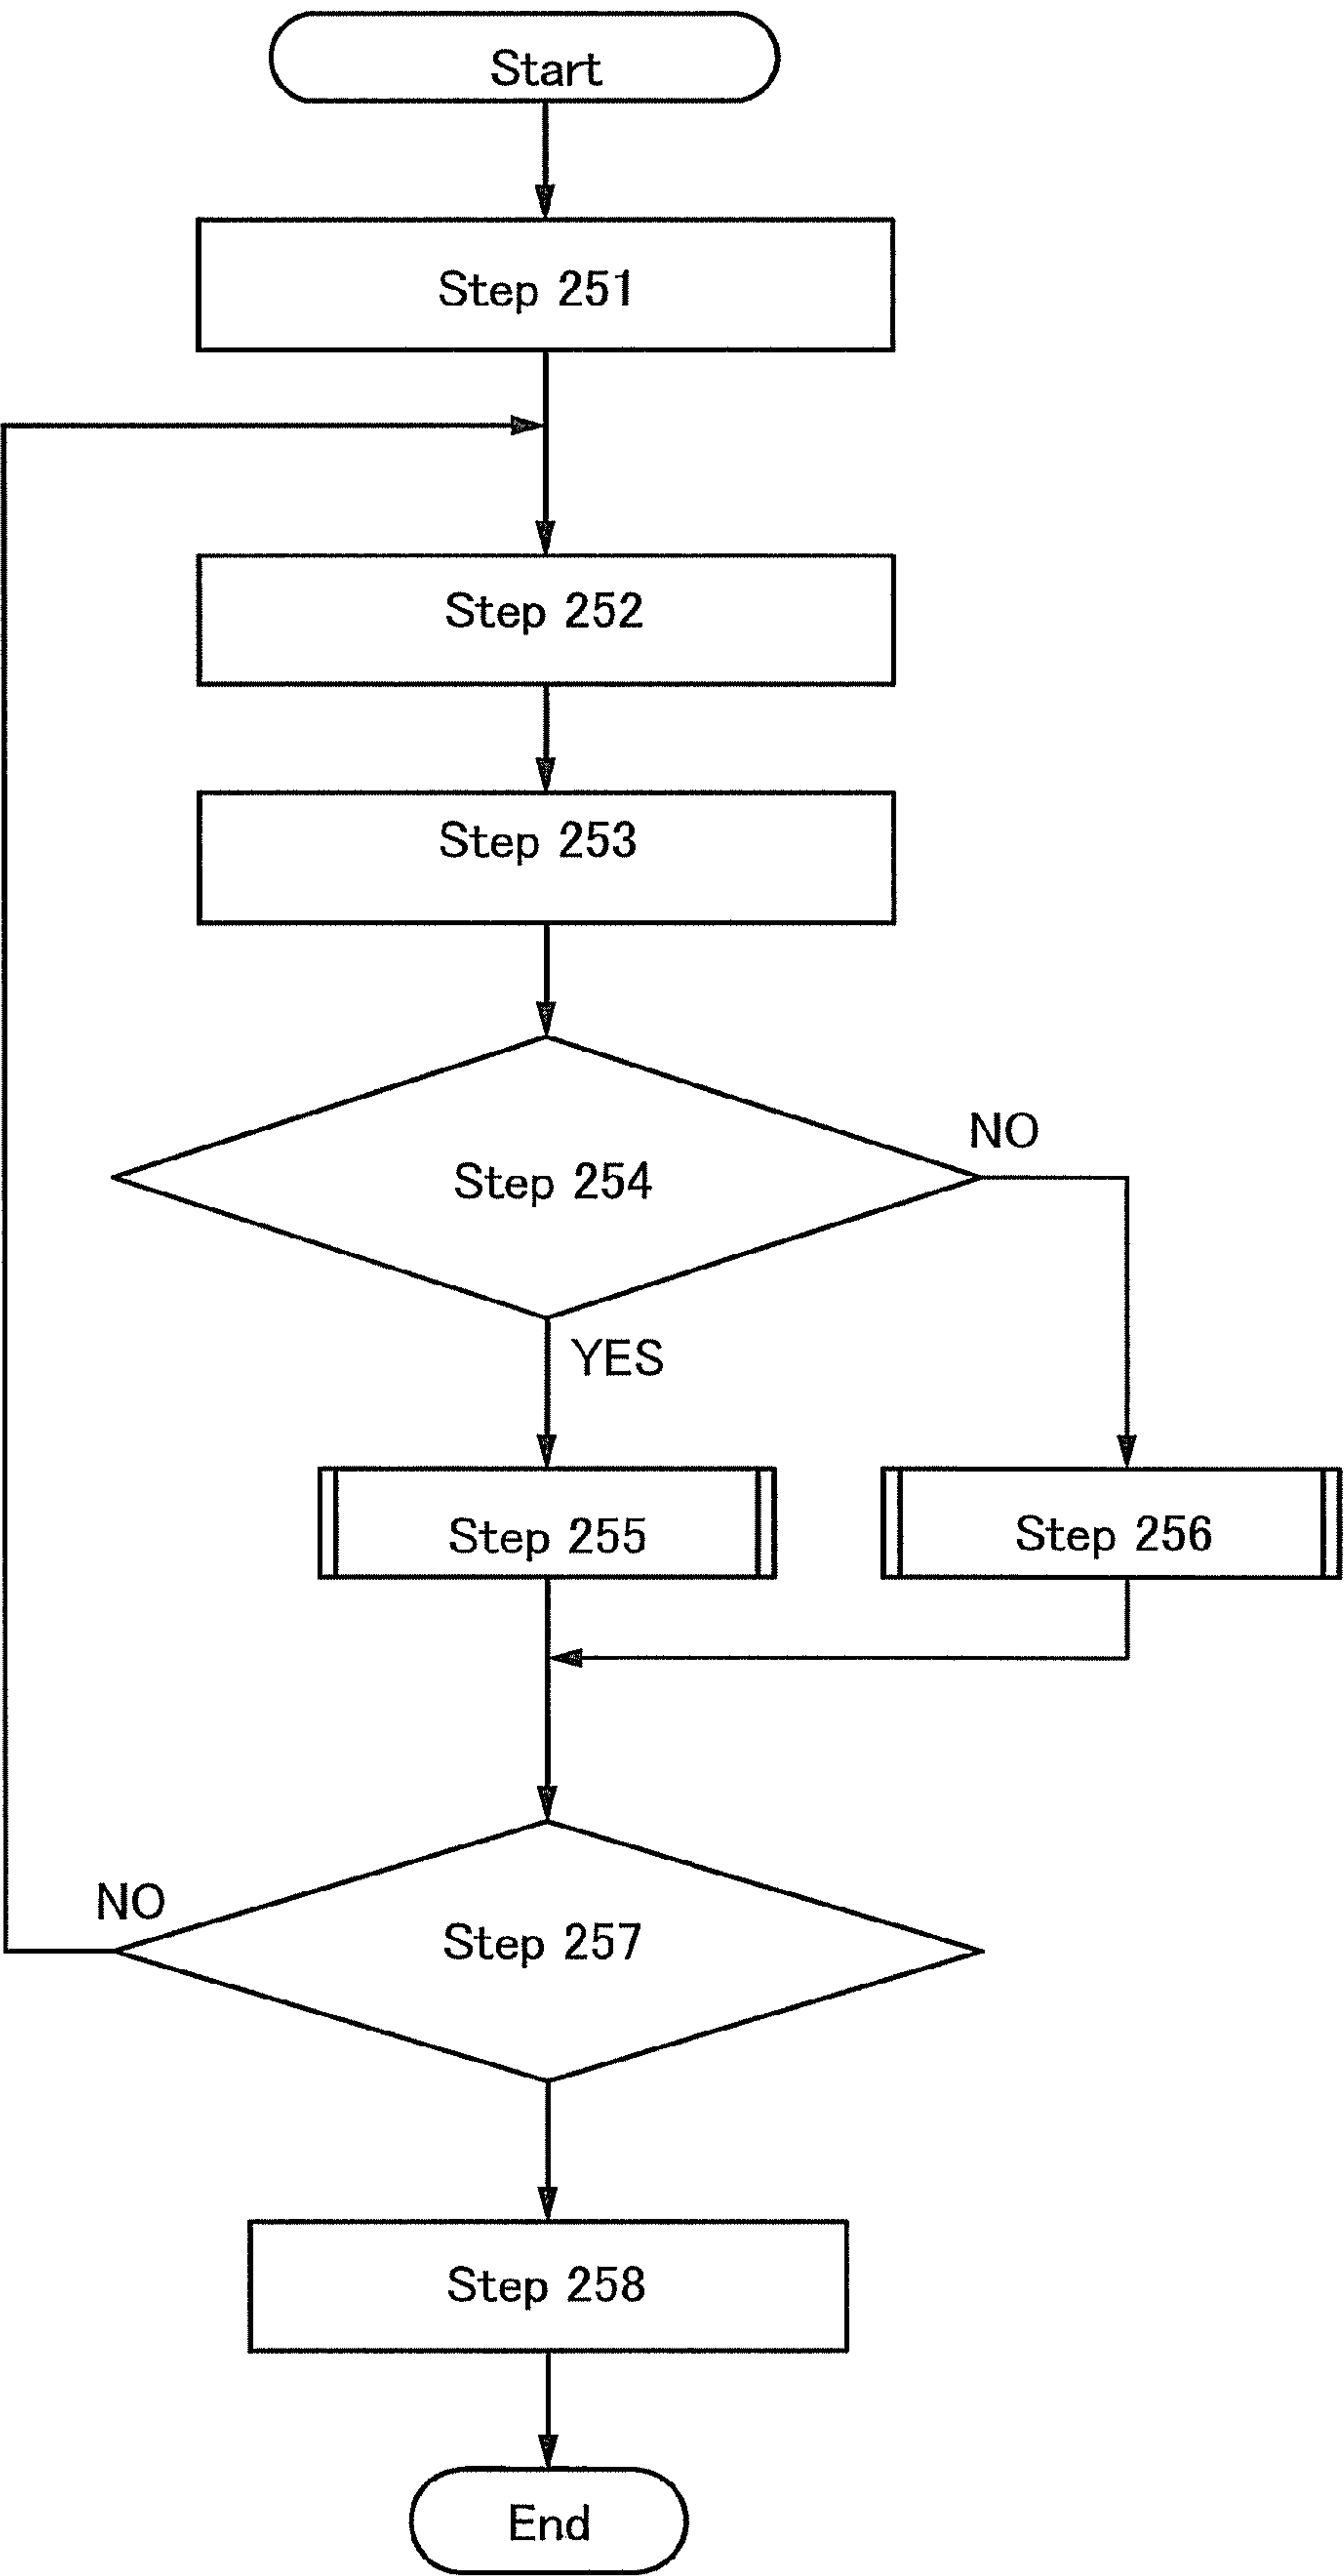 Start
Step 251
Step 252
Step 253
Step 254
NO
YES
Step 255
Step 256
NO
Step 257
Step 258
End